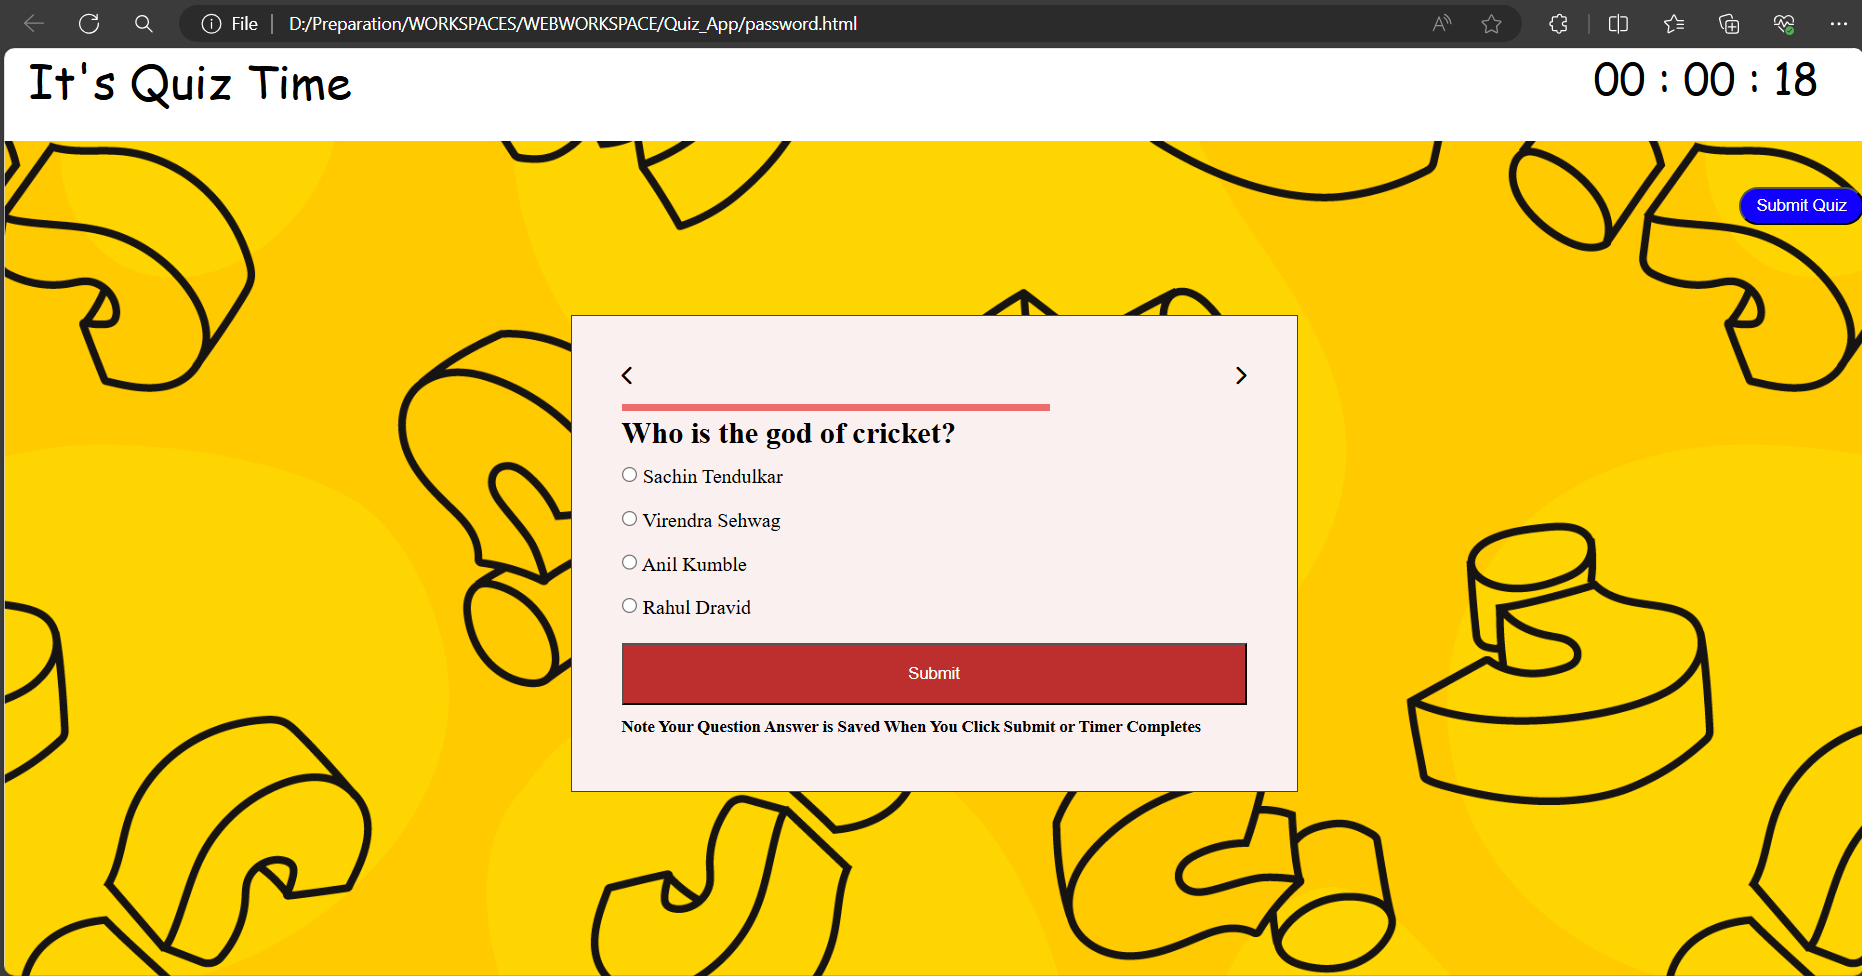 File
D:/Preparation/WORKSPACES/WEBWORKSPACE/Quiz_App/password.html
It's Quiz Time
00 : 00 : 18
Submit Quiz
Who is the god of cricket?
Sachin Tendulkar
Virendra Sehwag
Anil Kumble
Rahul Dravid
Submit
Note Your Question Answer is Saved When You Click Submit or Timer Completes